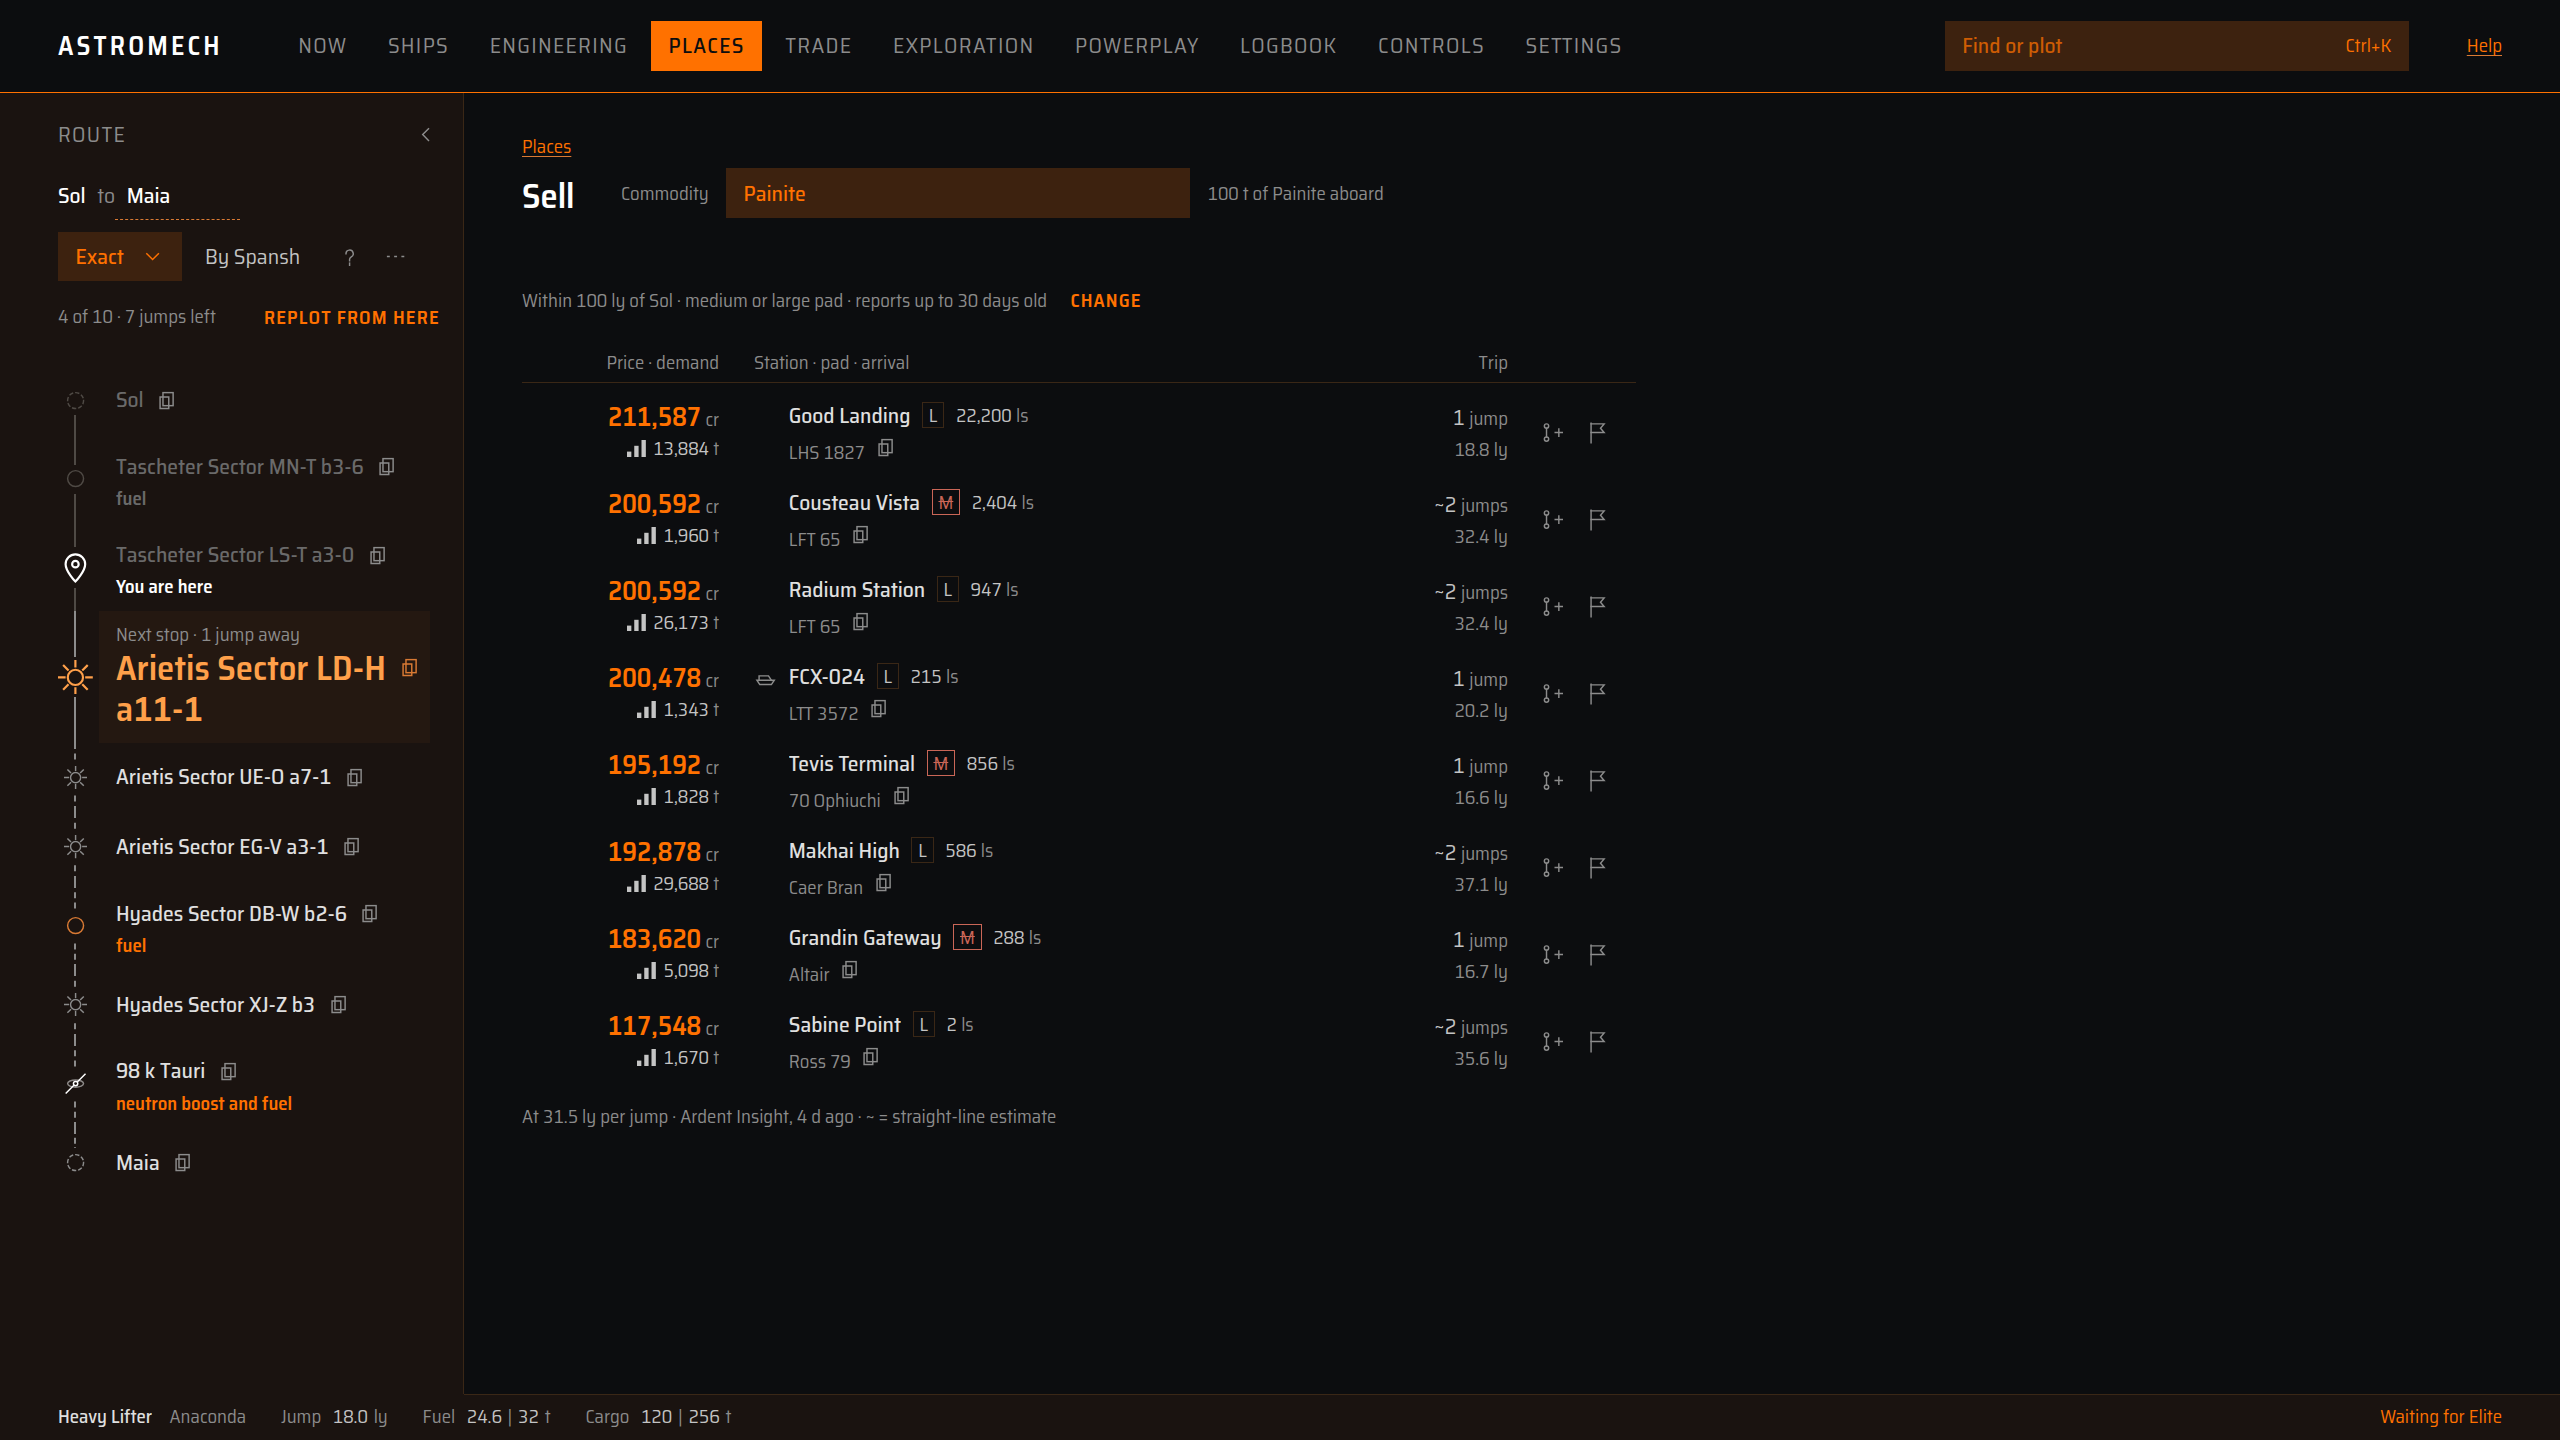 ASTROMECH NOW SHIPS ENGINEERING PLACES TRADE EXPLORATION POWERPLAY LOGBOOK CONTROLS SETTINGS Find or plot Ctrl+K Help
ROUTE
Sol to Maia
Exact By Spansh ? ...
4 of 10 · 7 jumps left REPLOT FROM HERE
Sol
Tascheter Sector MN-T b3-6
fuel
Tascheter Sector LS-T a3-0
You are here
Next stop · 1 jump away
Arietis Sector LD-H
a11-1
Arietis Sector UE-O a7-1
Arietis Sector EG-V a3-1
Hyades Sector DB-W b2-6
fuel
Hyades Sector XJ-Z b3
98 k Tauri
neutron boost and fuel
Maia
Places
Sell Commodity Painite 100 t of Painite aboard
Within 100 ly of Sol · medium or large pad · reports up to 30 days old CHANGE
Price · demand Station · pad · arrival Trip
211,587 cr Good Landing L 22,200 ls 1 jump
13,884 t LHS 1827 18.8 ly
200,592 cr Cousteau Vista M 2,404 ls ~2 jumps
1,960 t LFT 65 32.4 ly
200,592 cr Radium Station L 947 ls ~2 jumps
26,173 t LFT 65 32.4 ly
200,478 cr FCX-024 L 215 ls 1 jump
1,343 t LTT 3572 20.2 ly
195,192 cr Tevis Terminal M 856 ls 1 jump
1,828 t 70 Ophiuchi 16.6 ly
192,878 cr Makhai High L 586 ls ~2 jumps
29,688 t Caer Bran 37.1 ly
183,620 cr Grandin Gateway M 288 ls 1 jump
5,098 t Altair 16.7 ly
117,548 cr Sabine Point L 2 ls ~2 jumps
1,670 t Ross 79 35.6 ly
At 31.5 ly per jump · Ardent Insight, 4 d ago · ~ = straight-line estimate
Heavy Lifter Anaconda Jump 18.0 ly Fuel 24.6 | 32 t Cargo 120 | 256 t Waiting for Elite